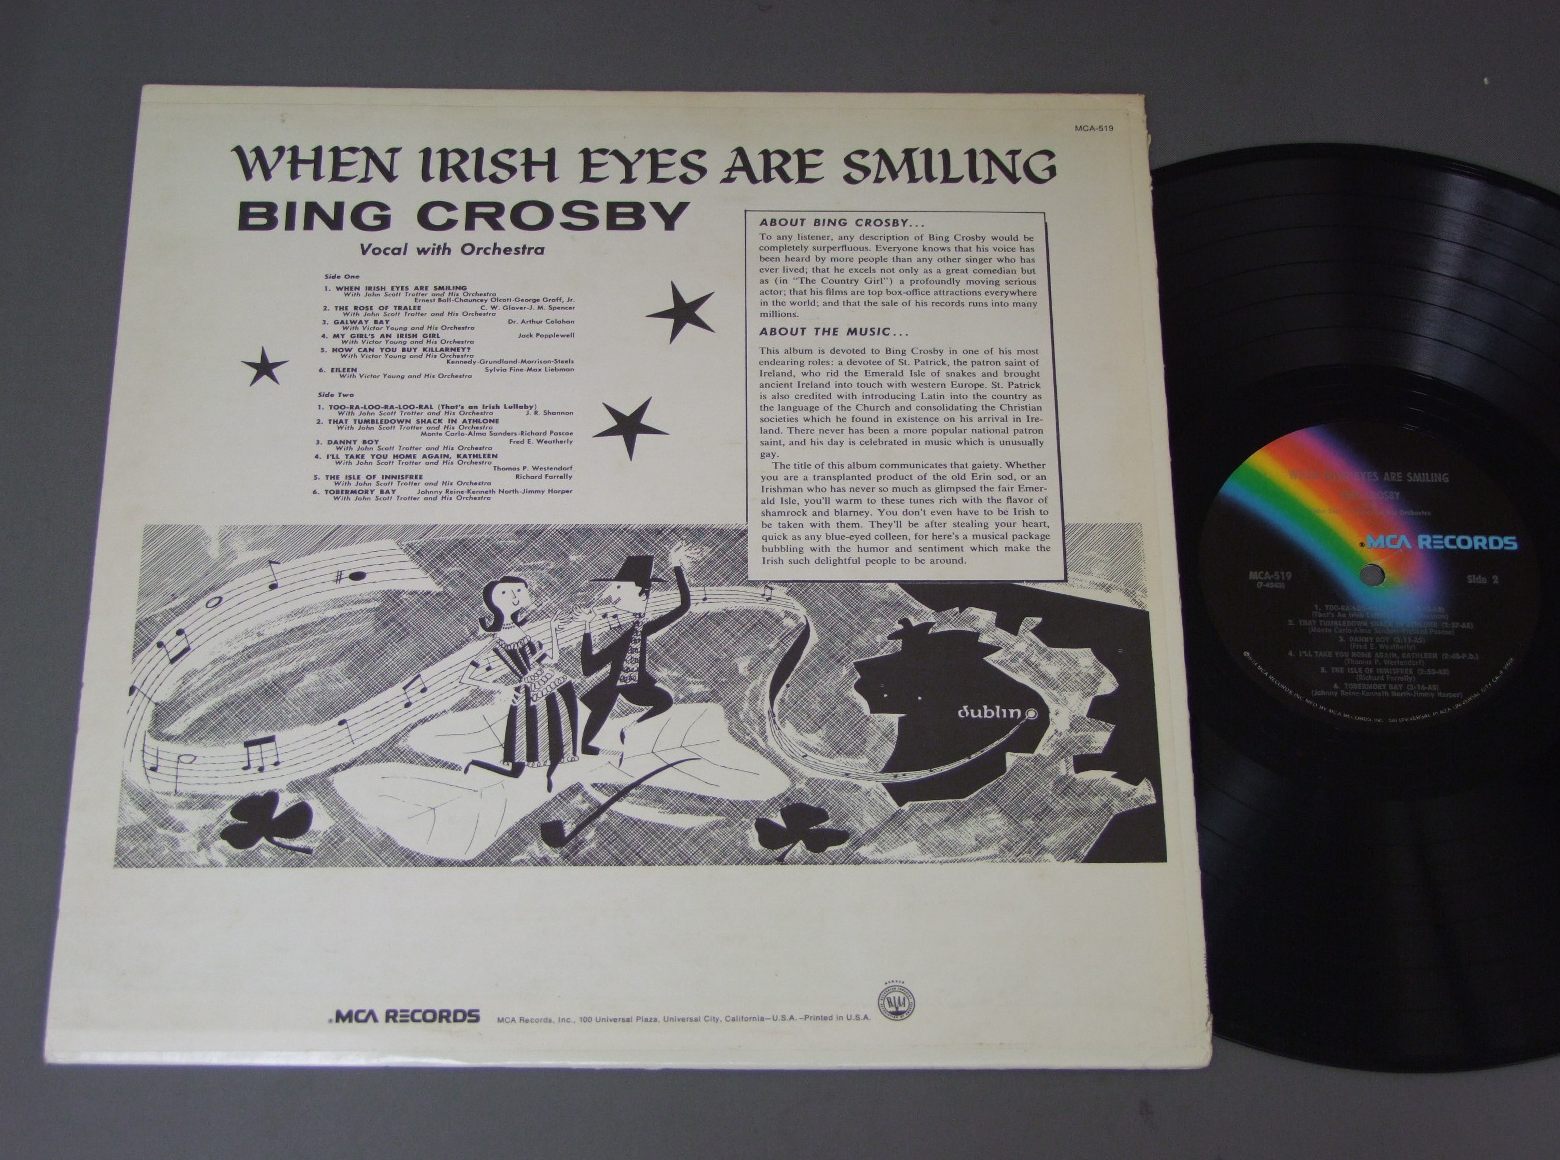 MCA-519
WHEN IRISH EYES ARE SMILING
BING CROSBY
Vocal with Orchestra
Side One
1. WHEN IRISH EYES ARE SMILING
With John Scott Trotter and His Orchestra
Ernest Ball-Chauncey Olcott-George Graff, Jr.
2. THE ROSE OF TRALEE C. W. Glover-J. M. Spencer
With John Scott Trotter and His Orchestra
3. GALWAY BAY Dr. Arthur Colahan
With Victor Young and His Orchestra
4. MY GIRL'S AN IRISH GIRL Jack Popplewell
With Victor Young and His Orchestra
5. HOW CAN YOU BUY KILLARNEY?
With Victor Young and His Orchestra
Kennedy-Grundland-Morrison-Steels
6. EILEEN Sylvia Fine-Max Liebman
With Victor Young and His Orchestra
Side Two
1. TOO-RA-LOO-RA-LOO-RAL (That's an Irish Lullaby)
With John Scott Trotter and His Orchestra J. R. Shannon
2. THAT TUMBLEDOWN SHACK IN ATHLONE
With John Scott Trotter and His Orchestra
Monte Carlo-Alma Sanders-Richard Pascoe
3. DANNY BOY Fred E. Weatherly
With John Scott Trotter and His Orchestra
4. I'LL TAKE YOU HOME AGAIN, KATHLEEN
With John Scott Trotter and His Orchestra
Thomas P. Westendorf
5. THE ISLE OF INNISFREE Richard Farrelly
With John Scott Trotter and His Orchestra
6. TOBERMORY BAY Johnny Reine-Kenneth North-Jimmy Harper
With John Scott Trotter and His Orchestra
ABOUT BING CROSBY...
To any listener, any description of Bing Crosby would be
completely surperfluous. Everyone knows that his voice has
been heard by more people than any other singer who has
ever lived; that he excels not only as a great comedian but
as (in "The Country Girl") a profoundly moving serious
actor; that his films are top box-office attractions everywhere
in the world; and that the sale of his records runs into many
millions.
ABOUT THE MUSIC...
This album is devoted to Bing Crosby in one of his most
endearing roles: a devotee of St. Patrick, the patron saint of
Ireland, who rid the Emerald Isle of snakes and brought
ancient Ireland into touch with western Europe. St. Patrick
is also credited with introducing Latin into the country as
the language of the Church and consolidating the Christian
societies which he found in existence on his arrival in Ire-
land. There never has been a more popular national patron
saint, and his day is celebrated in music which is unusually
gay.
The title of this album communicates that gaiety. Whether
you are a transplanted product of the old Erin sod, or an
Irishman who has never so much as glimpsed the fair Emer-
ald Isle, you'll warm to these tunes rich with the flavor of
shamrock and blarney. You don't even have to be Irish to
be taken with them. They'll be after stealing your heart,
quick as any blue-eyed colleen, for here's a musical package
bubbling with the humor and sentiment which make the
Irish such delightful people to be around.
dublin
MCA RECORDS MCA Records, Inc., 100 Universal Plaza, Universal City, California—U.S.A.—Printed in U.S.A.
RIAA
EYES ARE SMILING
CROSBY
MCA RECORDS
MCA-519
Side 2
2. THAT TUMBLEDOWN SHACK IN ATHLONE
3. DANNY BOY
(Fred E. Weatherly)
4. I'LL TAKE YOU HOME AGAIN, KATHLEEN
(Thomas P. Westendorf)
5. THE ISLE OF INNISFREE
(Richard Farrelly)
6. TOBERMORY BAY
(Johnny Reine-Kenneth North-Jimmy Harper)